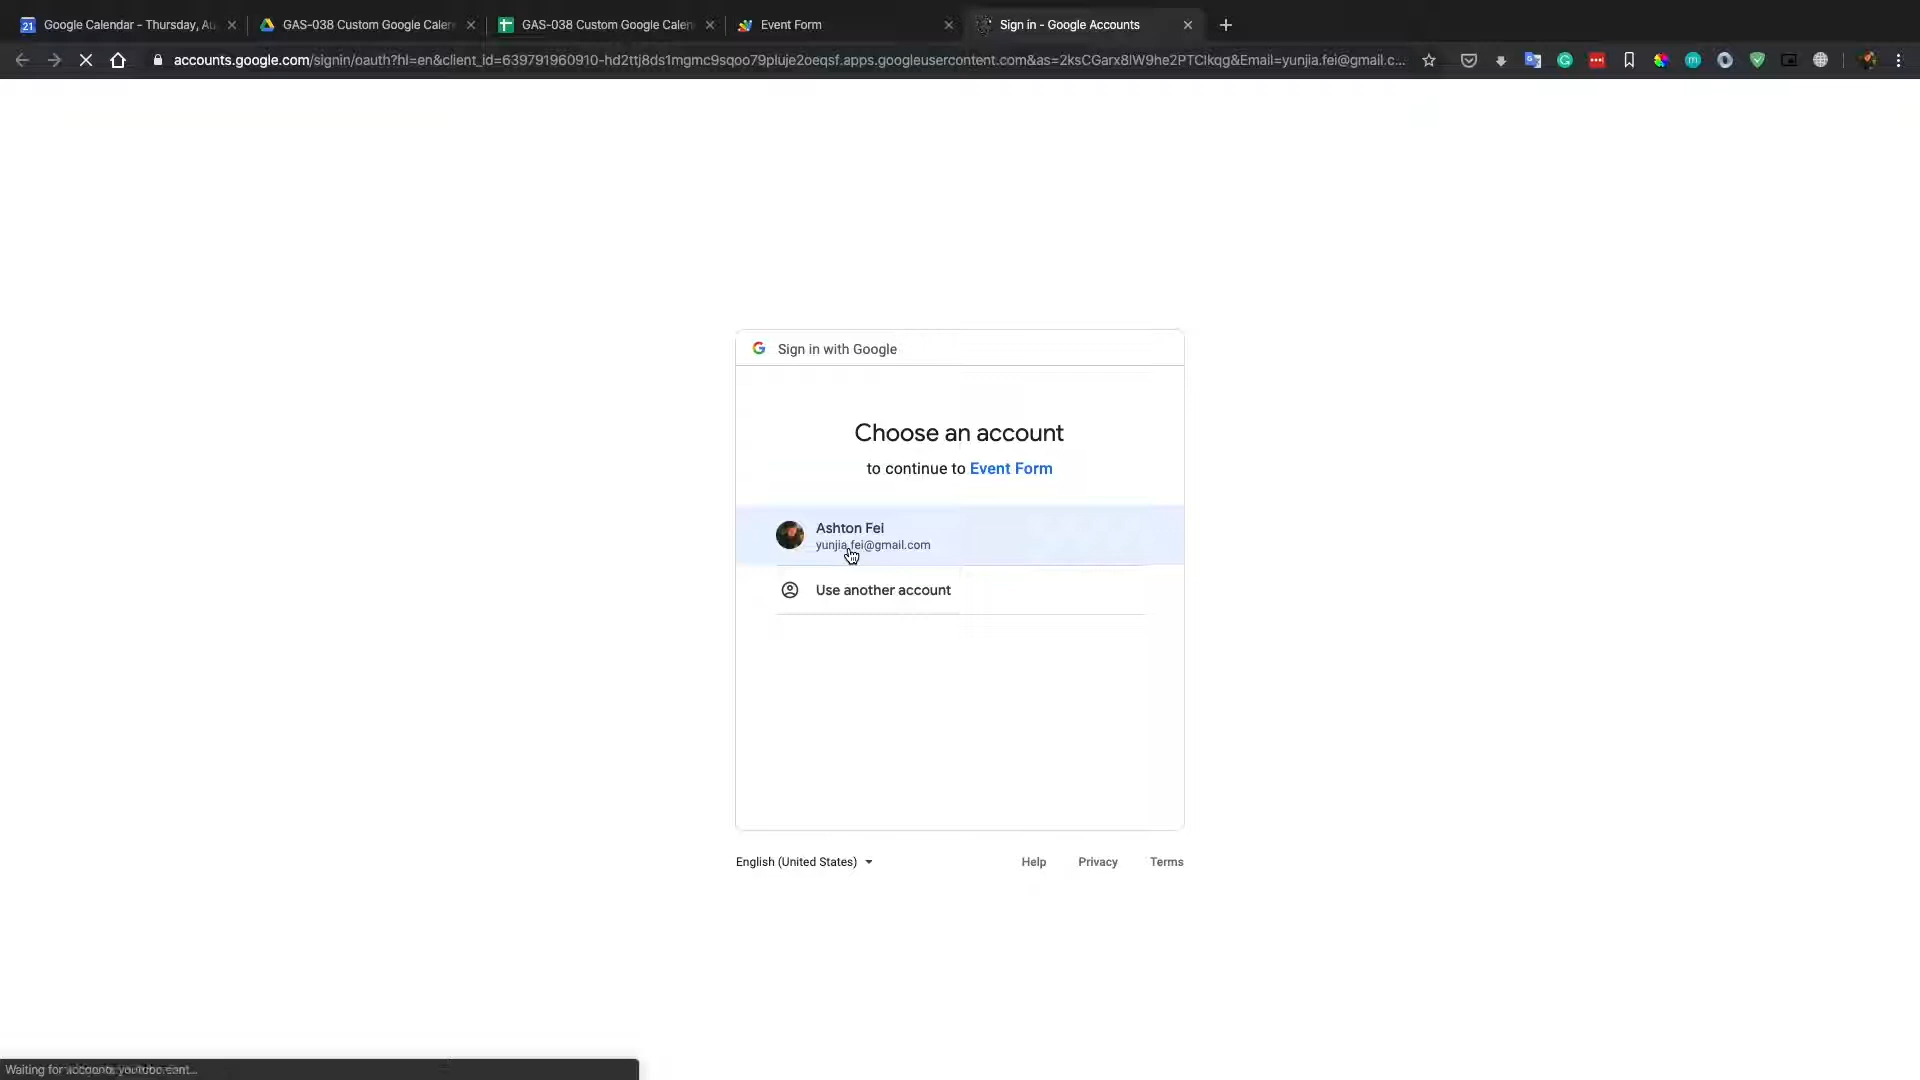 Google Calendar - Thursday, Au
GAS-038 Custom Google Calen
GAS-038 Custom Google Calen
Event Form
Sign in - Google Accounts
accounts.google.com/signin/oauth?hl=en&client_id=639791960910-hd2ttj8ds1mgmc9sqoo79pluje2oeqsf.apps.googleusercontent.com&as=2ksCGarx8lW9he2PTClkqg&Email=yunjia.fei@gmail.c...
Sign in with Google
Choose an account
to continue to Event Form
Ashton Fei
yunjia.fei@gmail.com
Use another account
English (United States)
Help
Privacy
Terms
Waiting for